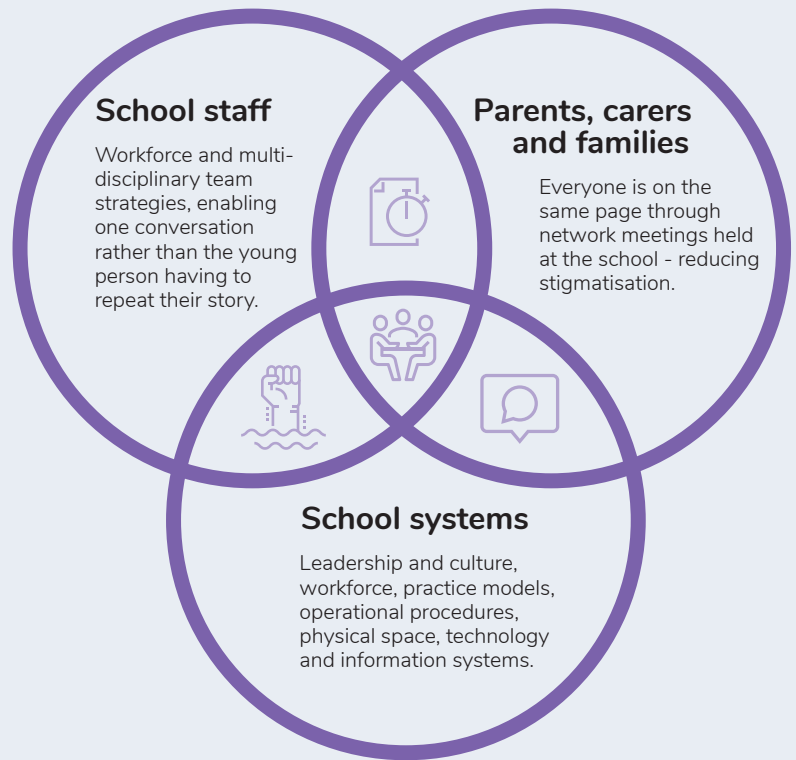 School staff
Workforce and multi-
disciplinary team
strategies, enabling
one conversation
rather than the young
person having to
repeat their story.
Parents, carers
and families
Everyone is on the
same page through
network meetings held
at the school - reducing
stigmatisation.
School systems
Leadership and culture,
workforce, practice models,
operational procedures,
physical space, technology
and information systems.